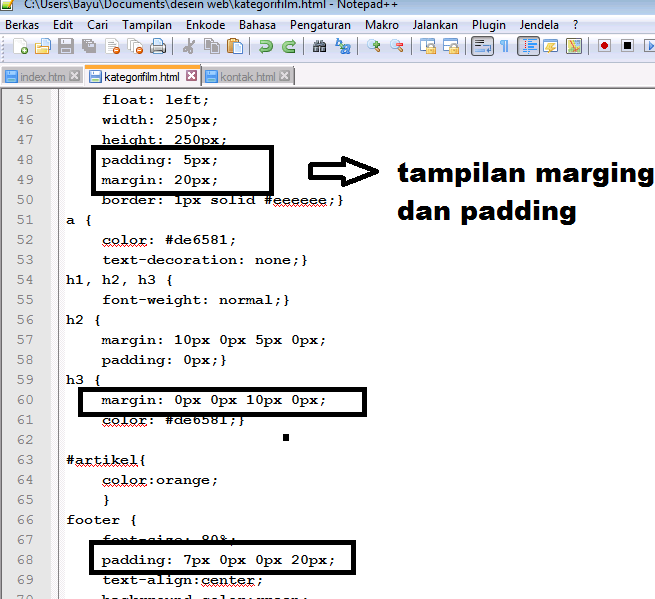 C:\Users\Bayu\Documents\desein web\kategorifilm.html - Notepad++
Berkas Edit Cari Tampilan Enkode Bahasa Pengaturan Makro Jalankan Plugin Jendela ?
index.htm kategorifilm.html kontak.html
45 float: left;
46 width: 250px;
47 height: 250px;
48 padding: 5px;
49 margin: 20px;
50 border: 1px solid #eeeeee;}
51 a {
52 color: #de6581;
53 text-decoration: none;}
54 h1, h2, h3 {
55 font-weight: normal;}
56 h2 {
57 margin: 10px 0px 5px 0px;
58 padding: 0px;}
59 h3 {
60 margin: 0px 0px 10px 0px;
61 color: #de6581;}
62
63 #artikel{
64 color:orange;
65 }
66 footer {
67 font-size: 80%;
68 padding: 7px 0px 0px 20px;
69 text-align:center;
70 background-color:green;
tampilan marging
dan padding